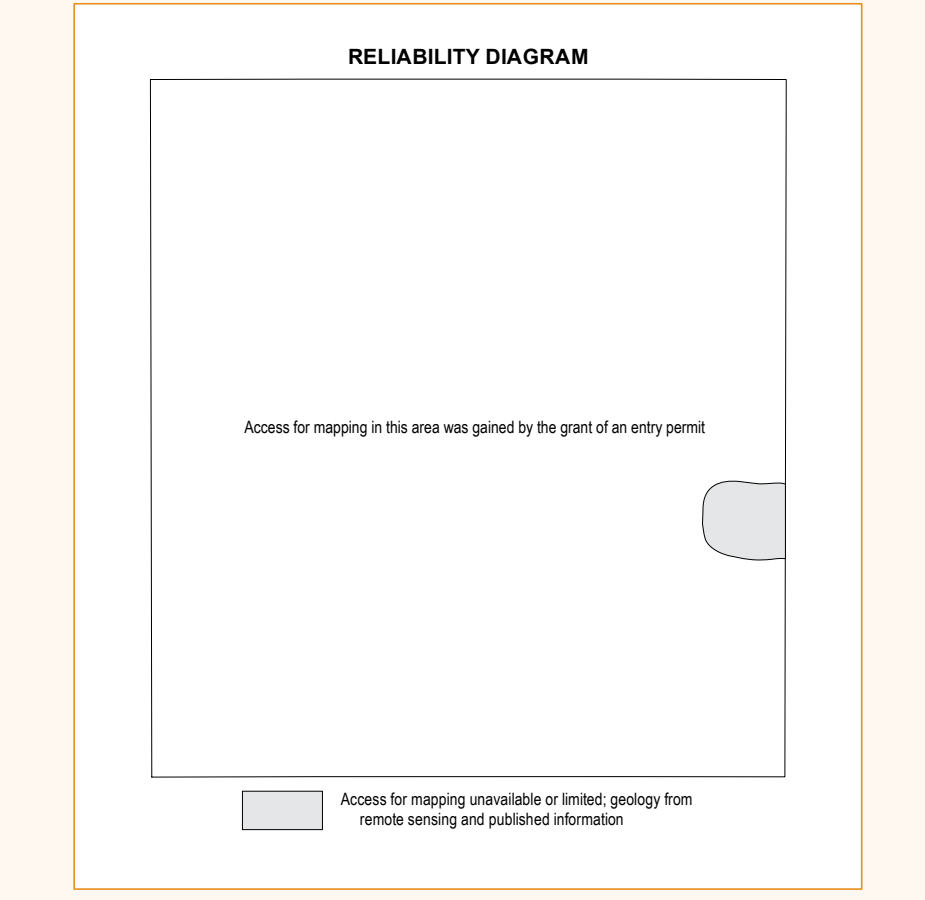 RELIABILITY DIAGRAM
Access for mapping in this area was gained by the grant of an entry permit
Access for mapping unavailable or limited; geology from
remote sensing and published information